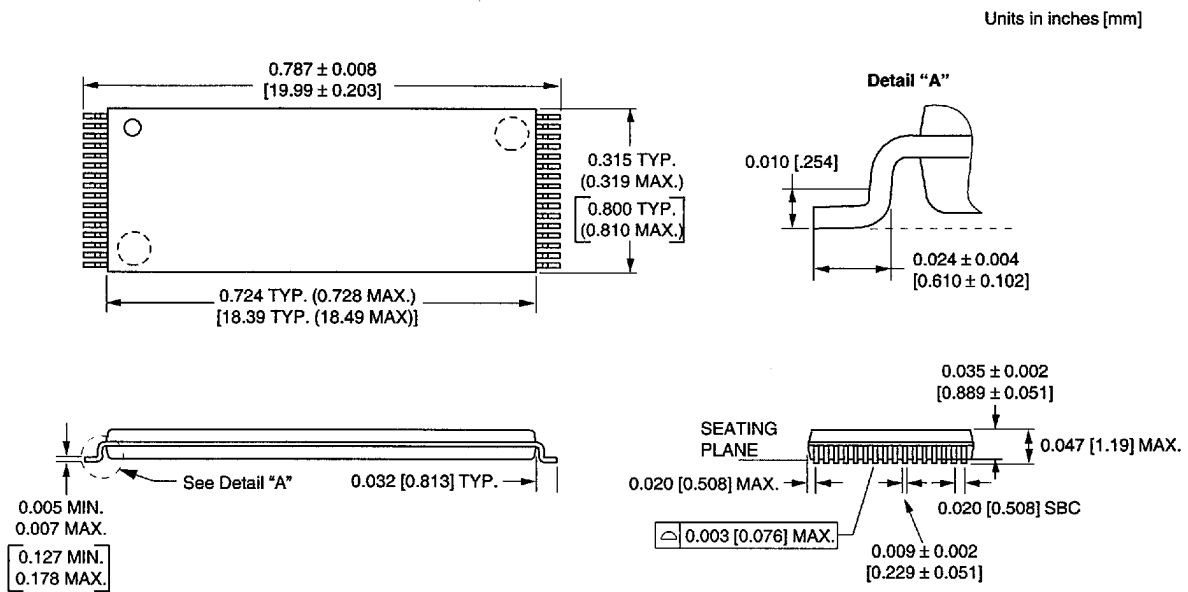 Units in inches [mm]
0.787 ± 0.008
[19.99 ± 0.203]
0.315 TYP.
(0.319 MAX.)
[0.800 TYP.
(0.810 MAX.)]
0.724 TYP. (0.728 MAX.)
[18.39 TYP. (18.49 MAX)]
Detail “A”
0.010 [.254]
0.024 ± 0.004
[0.610 ± 0.102]
See Detail “A”
0.032 [0.813] TYP.
0.005 MIN.
0.007 MAX.
[0.127 MIN.
0.178 MAX.]
0.035 ± 0.002
[0.889 ± 0.051]
SEATING
PLANE
0.047 [1.19] MAX.
0.020 [0.508] MAX.
0.020 [0.508] SBC
⌓ 0.003 [0.076] MAX.
0.009 ± 0.002
[0.229 ± 0.051]